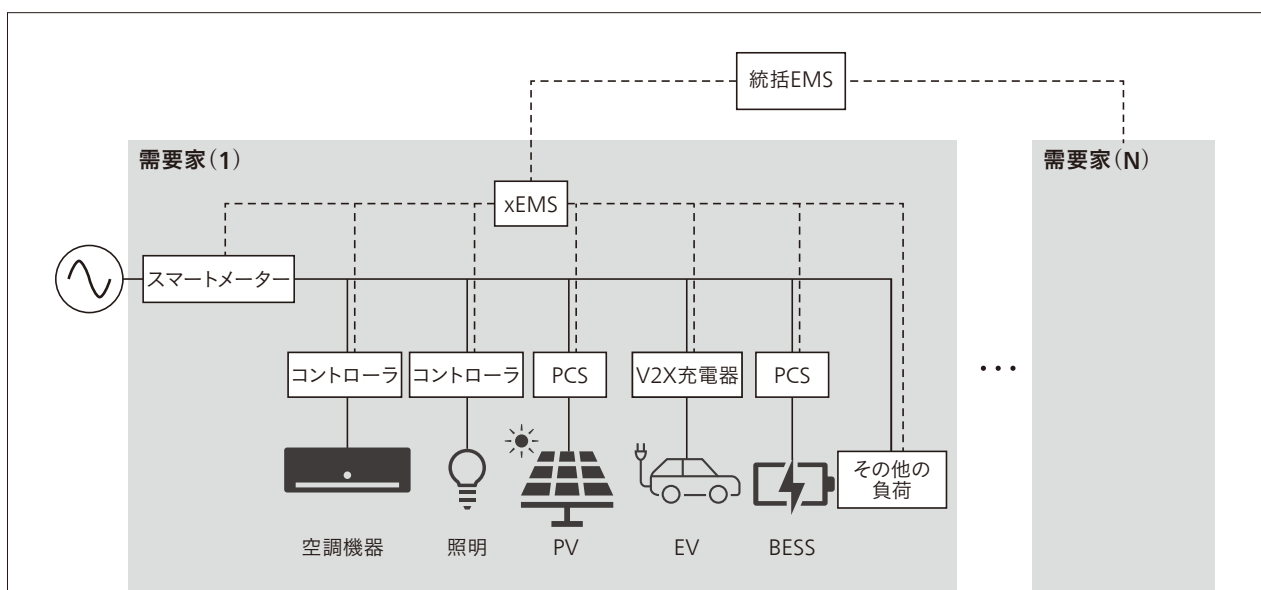 統括EMS
需要家(1)
需要家(N)
xEMS
スマートメーター
コントローラ
コントローラ
PCS
V2X充電器
PCS
...
その他の
負荷
空調機器
照明
PV
EV
BESS